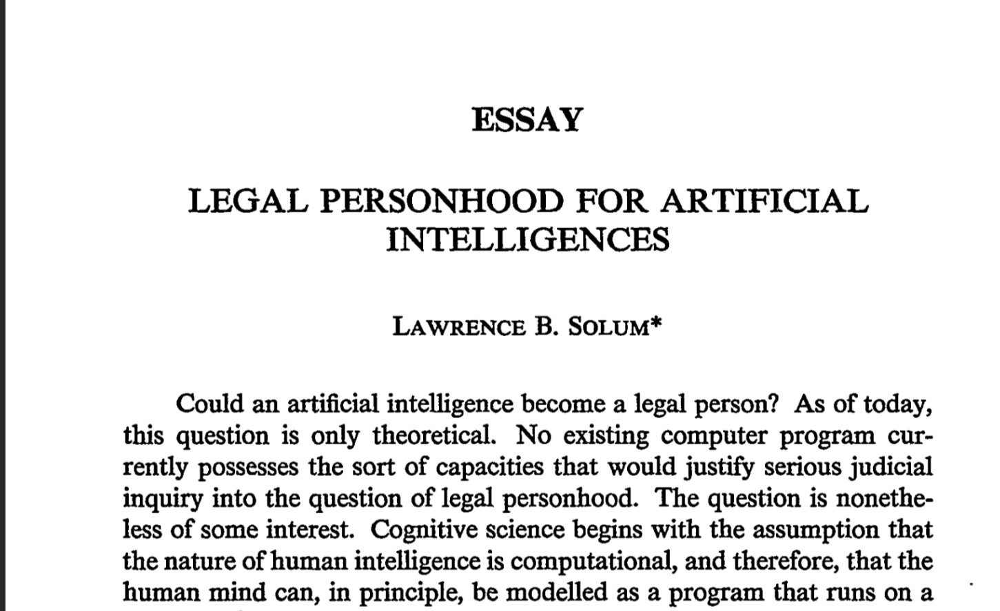 ESSAY
LEGAL PERSONHOOD FOR ARTIFICIAL
INTELLIGENCES
LAWRENCE B. SOLUM*
Could an artificial intelligence become a legal person? As of today,
this question is only theoretical. No existing computer program cur-
rently possesses the sort of capacities that would justify serious judicial
inquiry into the question of legal personhood. The question is nonethe-
less of some interest. Cognitive science begins with the assumption that
the nature of human intelligence is computational, and therefore, that the
human mind can, in principle, be modelled as a program that runs on a